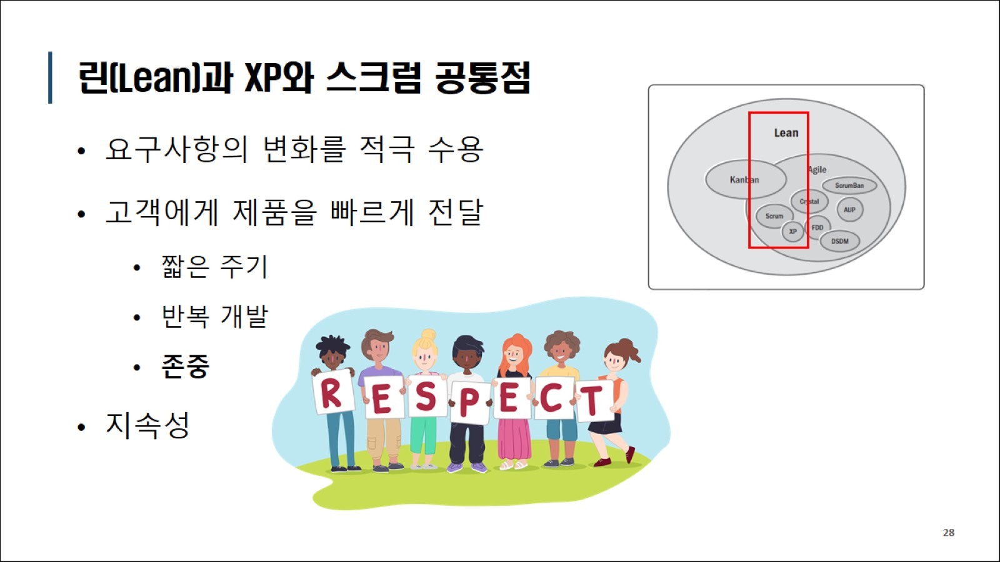 린(Lean)과 XP와 스크럼 공통점
• 요구사항의 변화를 적극 수용
• 고객에게 제품을 빠르게 전달
• 짧은 주기
• 반복 개발
• 존중
• 지속성
Lean
Agile
Kanban
ScrumBan
Crystal
AUP
Scrum
FDD
XP
DSDM
RESPECT
28